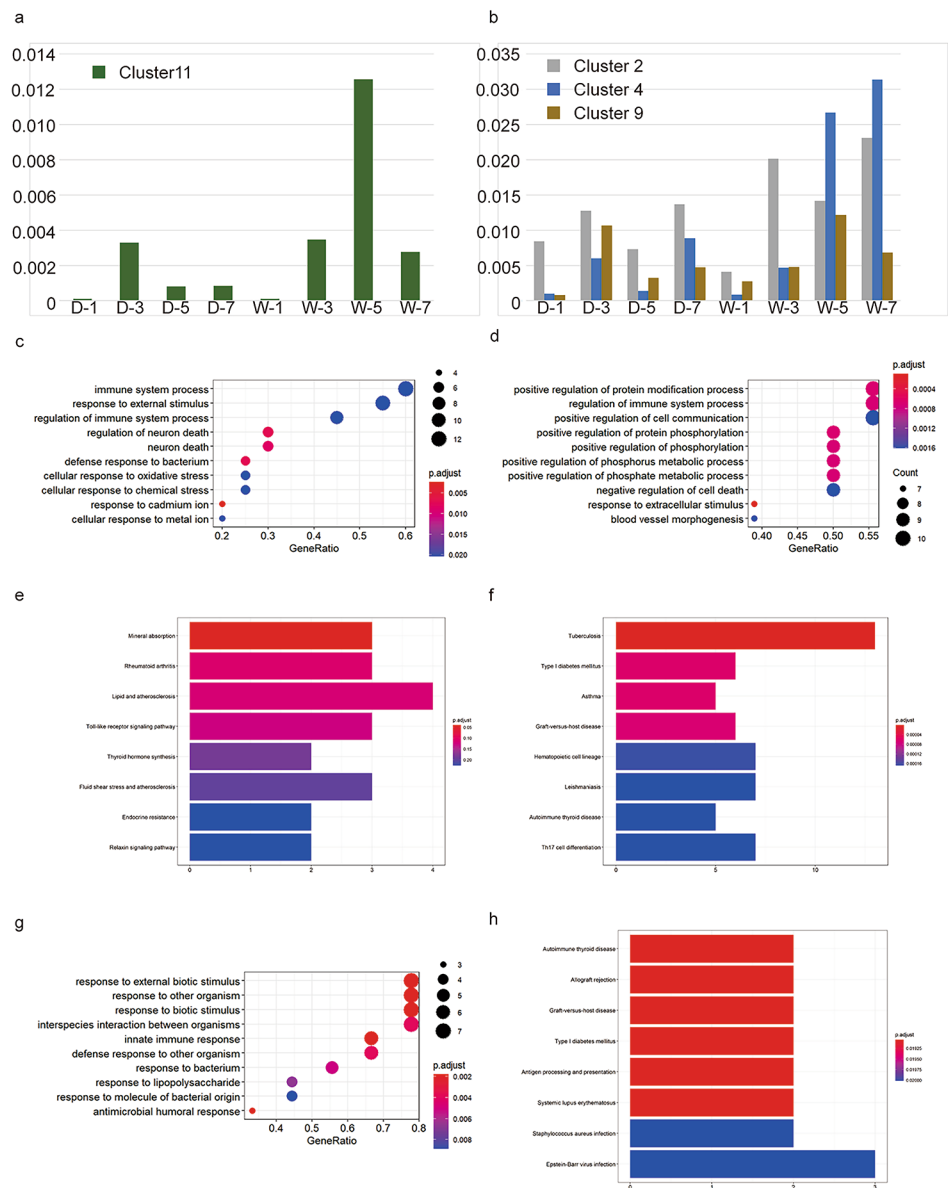 a
0.014
0.012
0.010
0.008
0.006
0.004
0.002
0
Cluster11
D-1 D-3 D-5 D-7 W-1 W-3 W-5 W-7
b
0.035
0.030
0.025
0.020
0.015
0.010
0.005
0
Cluster 2
Cluster 4
Cluster 9
D-1 D-3 D-5 D-7 W-1 W-3 W-5 W-7
c
immune system process
response to external stimulus
regulation of immune system process
regulation of neuron death
neuron death
defense response to bacterium
cellular response to oxidative stress
cellular response to chemical stress
response to cadmium ion
cellular response to metal ion
0.2 0.3 0.4 0.5 0.6
GeneRatio
4
6
8
10
12
p.adjust
0.005
0.010
0.015
0.020
d
positive regulation of protein modification process
regulation of immune system process
positive regulation of cell communication
positive regulation of protein phosphorylation
positive regulation of phosphorylation
positive regulation of phosphorus metabolic process
positive regulation of phosphate metabolic process
negative regulation of cell death
response to extracellular stimulus
blood vessel morphogenesis
0.40 0.45 0.50 0.55
GeneRatio
p.adjust
0.0004
0.0008
0.0012
0.0016
Count
7
8
9
10
e
Mineral absorption
Rheumatoid arthritis
Lipid and atherosclerosis
Toll-like receptor signaling pathway
Thyroid hormone synthesis
Fluid shear stress and atherosclerosis
Endocrine resistance
Relaxin signaling pathway
0 1 2 3 4
p.adjust
0.05
0.10
0.15
0.20
f
Tuberculosis
Type I diabetes mellitus
Asthma
Graft-versus-host disease
Hematopoietic cell lineage
Leishmaniasis
Autoimmune thyroid disease
Th17 cell differentiation
0 5 10
p.adjust
0.00004
0.00008
0.00012
0.00016
g
response to external biotic stimulus
response to other organism
response to biotic stimulus
interspecies interaction between organisms
innate immune response
defense response to other organism
response to bacterium
response to lipopolysaccharide
response to molecule of bacterial origin
antimicrobial humoral response
0.4 0.5 0.6 0.7 0.8
GeneRatio
3
4
5
6
7
p.adjust
0.002
0.004
0.006
0.008
h
Autoimmune thyroid disease
Allograft rejection
Graft-versus-host disease
Type I diabetes mellitus
Antigen processing and presentation
Systemic lupus erythematosus
Staphylococcus aureus infection
Epstein-Barr virus infection
0 1 2 3
p.adjust
0.01925
0.01950
0.01975
0.02000